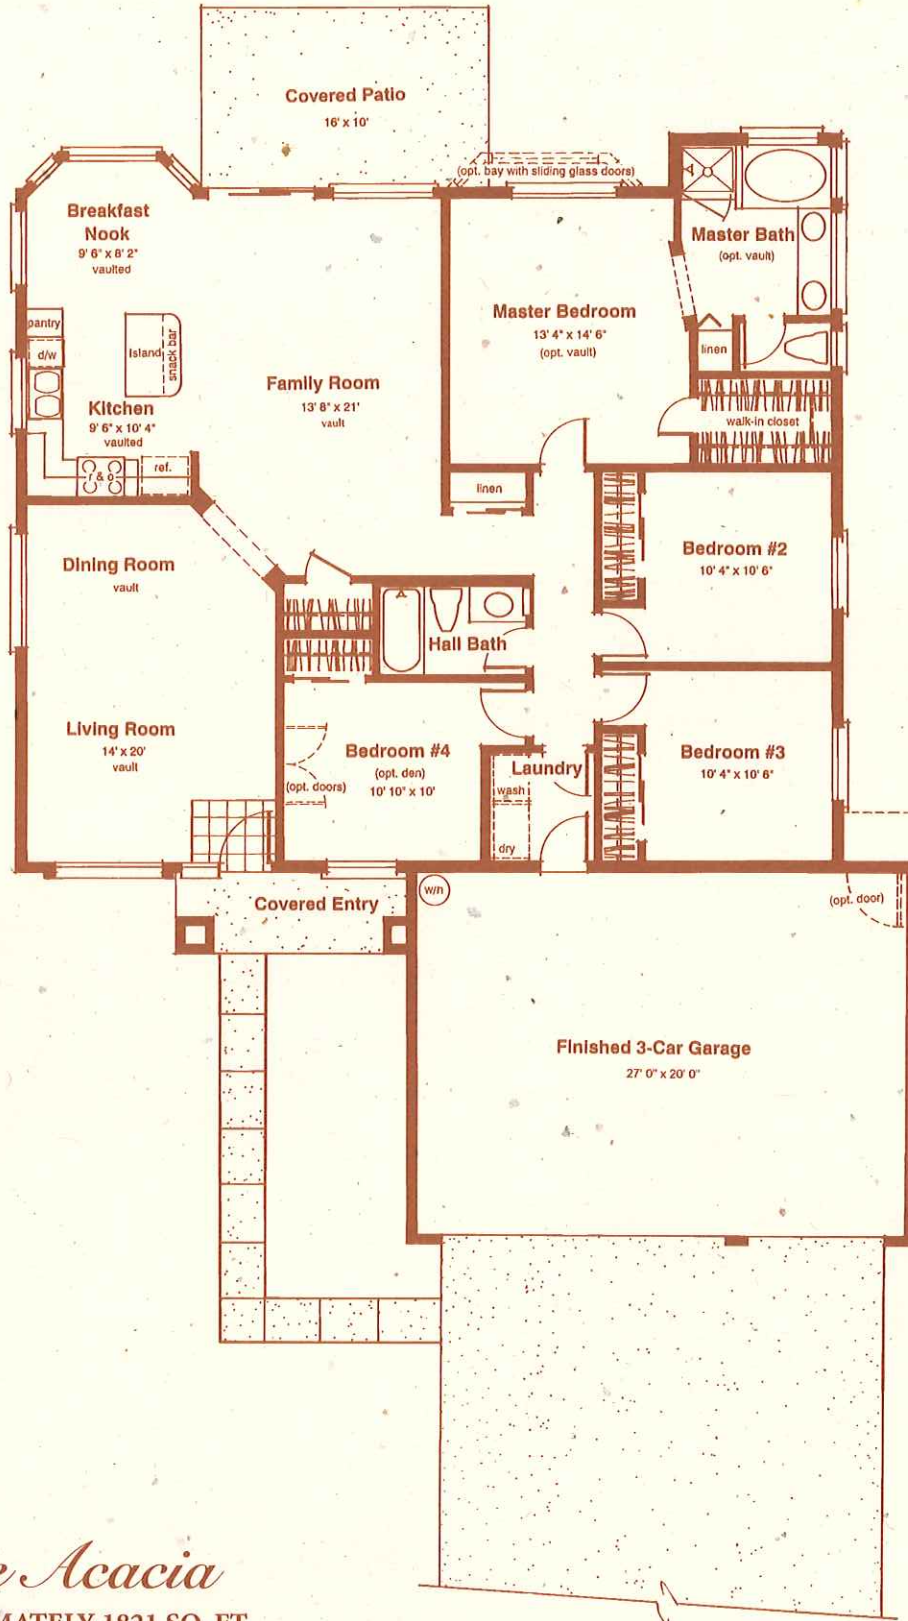 Covered Patio
16' x 10'
(opt. bay with sliding glass doors)
Breakfast
Nook
9' 6" x 8' 2"
vaulted
Master Bath
(opt. vault)
Master Bedroom
13' 4" x 14' 6"
(opt. vault)
pantry
d/w
Island
snack bar
linen
Family Room
13' 8" x 21'
vault
Kitchen
9' 6" x 10' 4"
vaulted
walk-in closet
r & o
ref.
linen
Dining Room
vault
Bedroom #2
10' 4" x 10' 6"
Hall Bath
Living Room
14' x 20'
vault
Bedroom #4
(opt. den)
10' 10" x 10'
(opt. doors)
Laundry
wash
dry
Bedroom #3
10' 4" x 10' 6"
Covered Entry
w/h
(opt. door)
Finished 3-Car Garage
27' 0" x 20' 0"
Acacia
1821 SQ. FT.